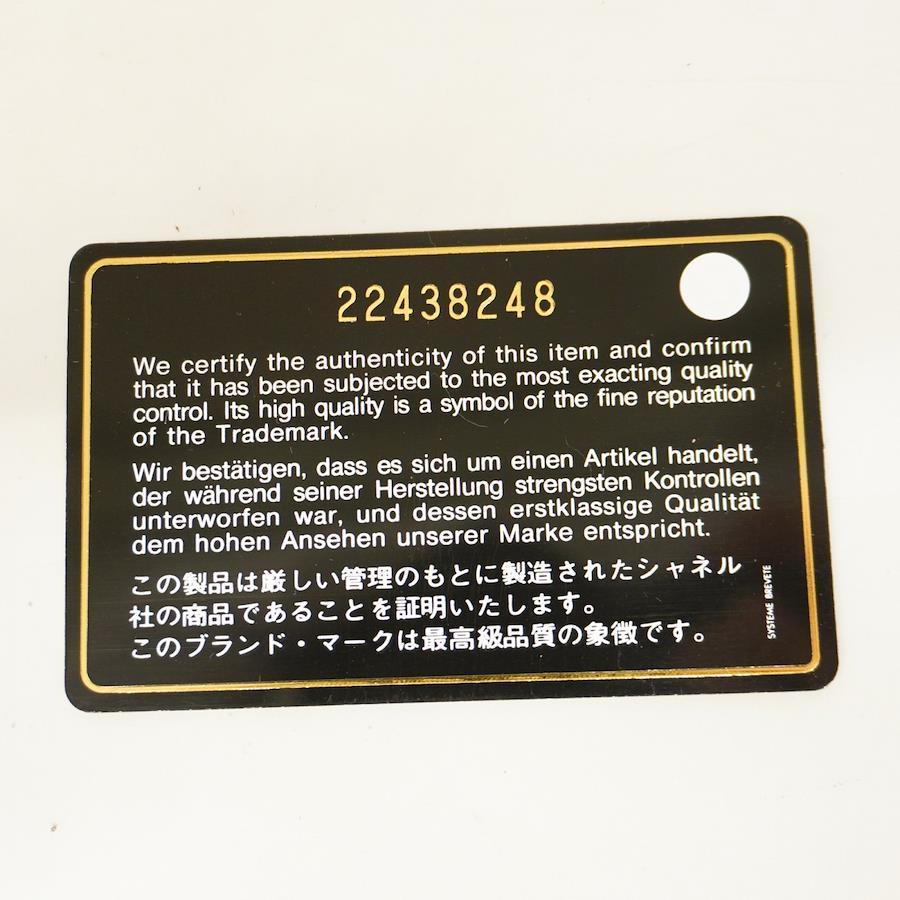 22438248
We certify the authenticity of this item and confirm
that it has been subjected to the most exacting quality
control. Its high quality is a symbol of the fine reputation
of the Trademark.
Wir bestätigen, dass es sich um einen Artikel handelt,
der während seiner Herstellung strengsten Kontrollen
unterworfen war, und dessen erstklassige Qualität
dem hohen Ansehen unserer Marke entspricht.
この製品は厳しい管理のもとに製造されたシャネル
社の商品であることを証明いたします。
このブランド・マークは最高級品質の象徴です。
SYSTEME BREVETE